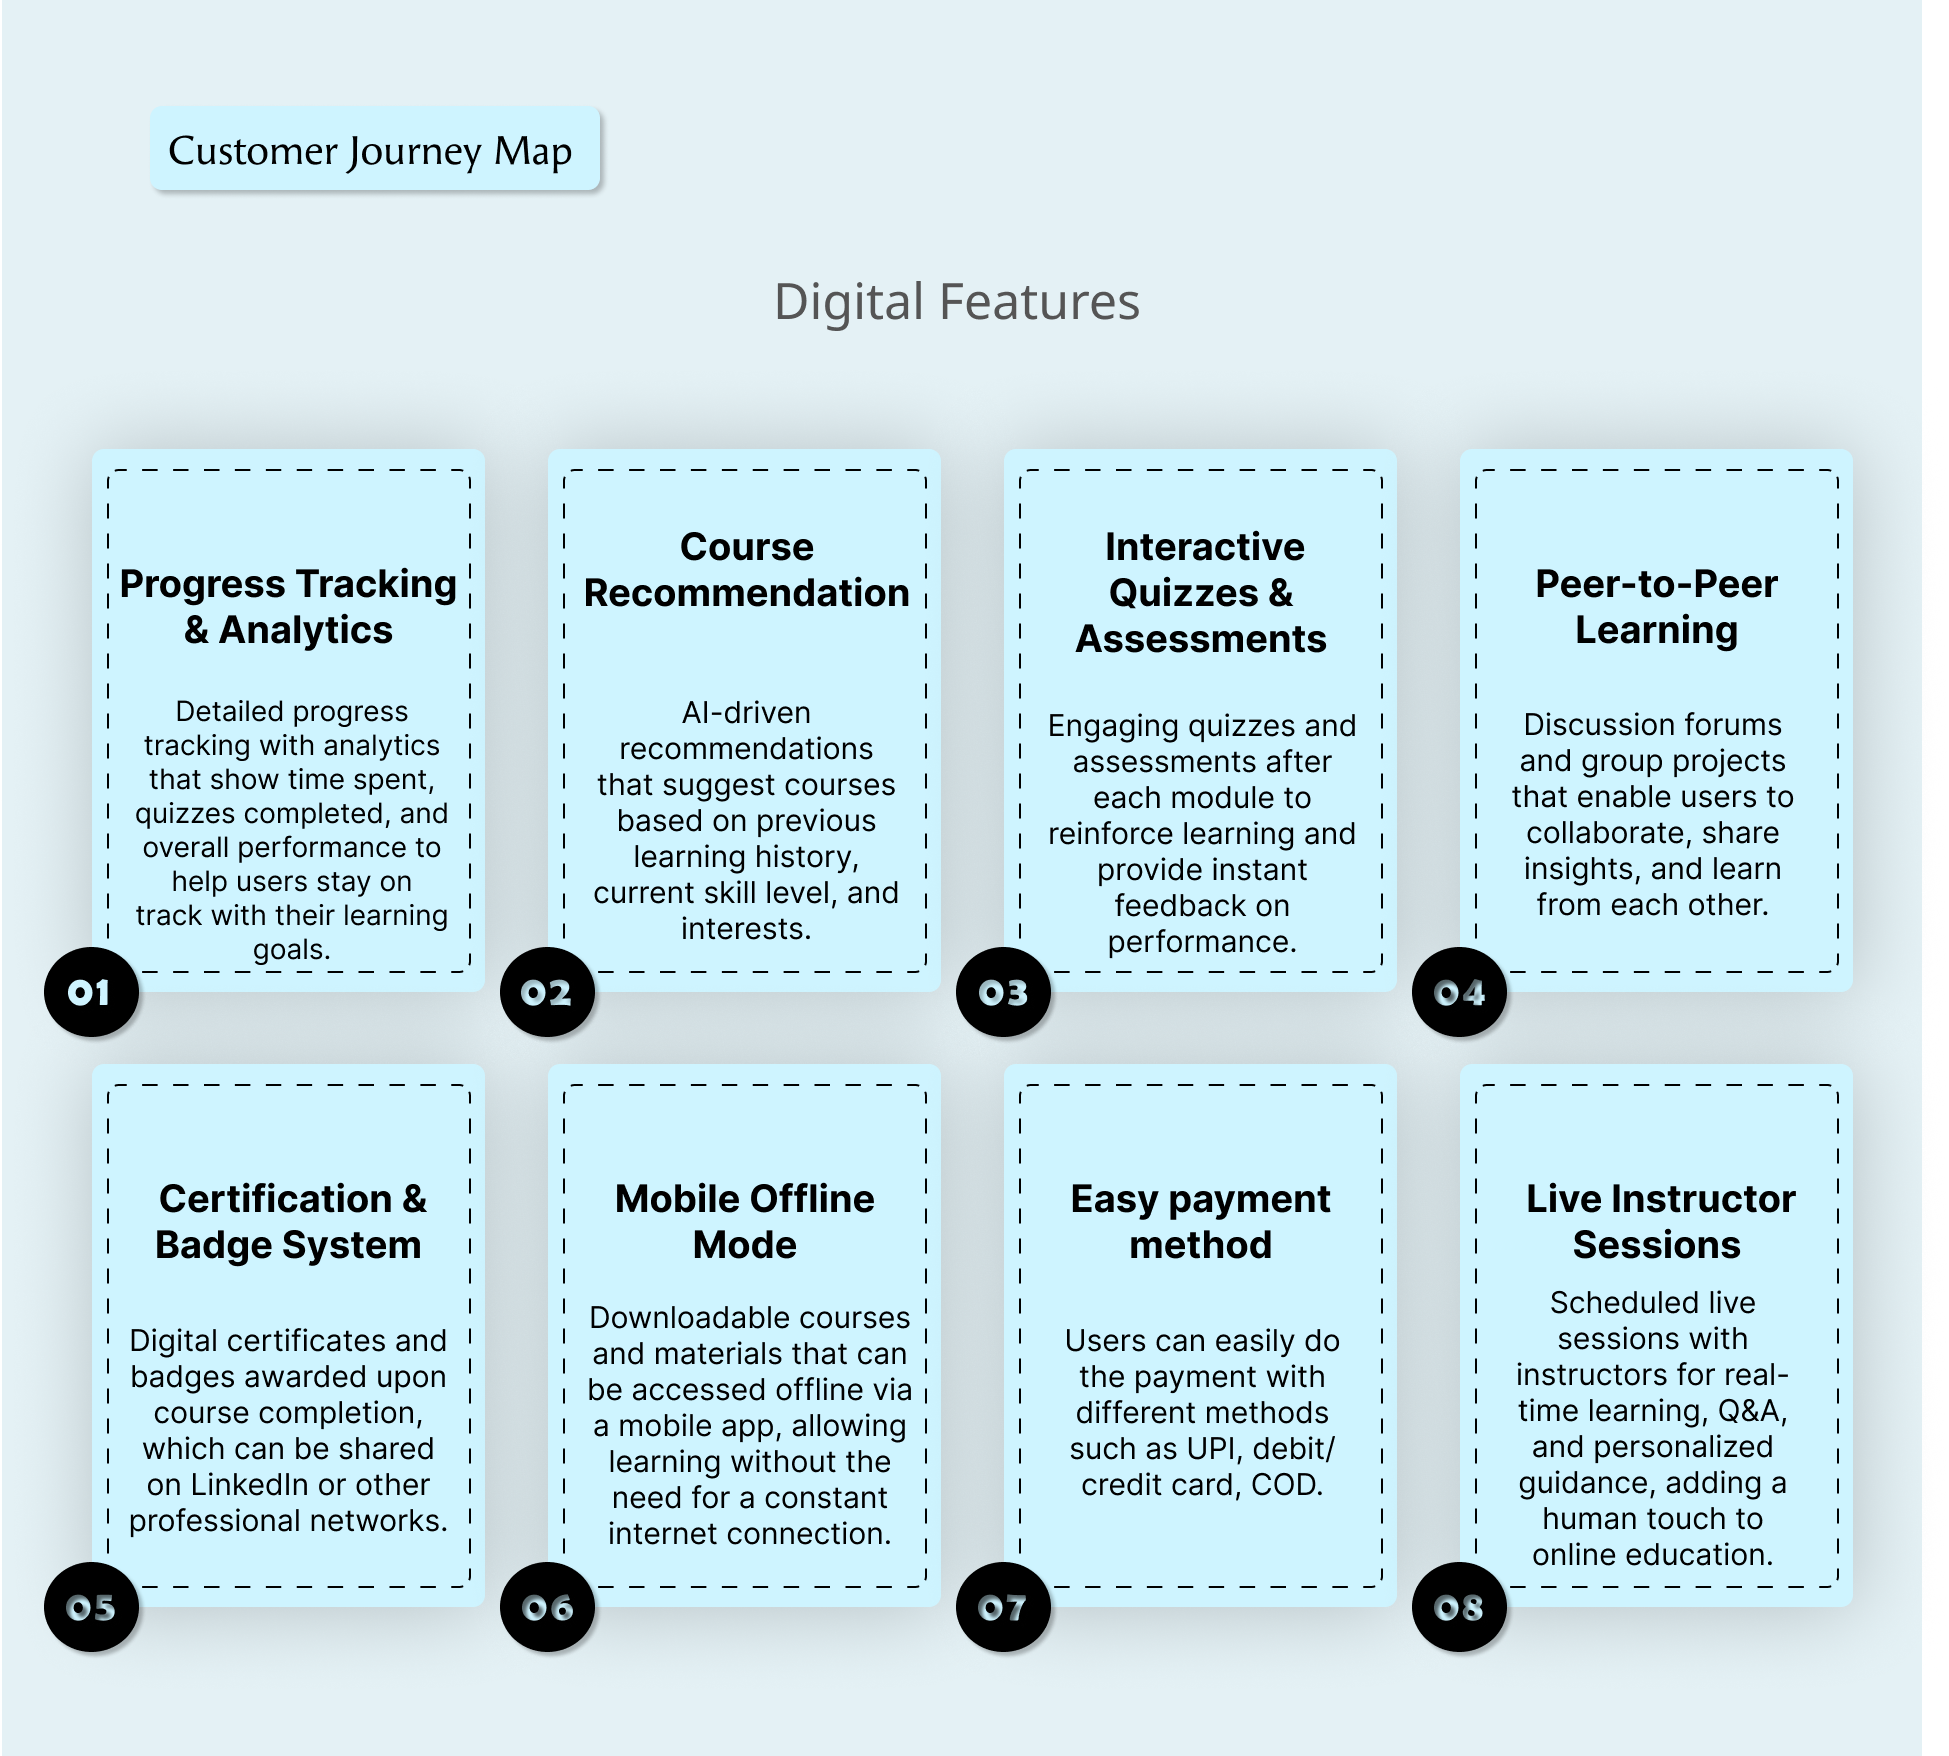 Customer Journey Map
Digital Features
Progress Tracking
& Analytics
Detailed progress
tracking with analytics
that show time spent,
quizzes completed, and
overall performance to
help users stay on
track with their learning
goals.
01
Course
Recommendation
AI-driven
recommendations
that suggest courses
based on previous
learning history,
current skill level, and
interests.
02
Interactive
Quizzes &
Assessments
Engaging quizzes and
assessments after
each module to
reinforce learning and
provide instant
feedback on
performance.
03
Peer-to-Peer
Learning
Discussion forums
and group projects
that enable users to
collaborate, share
insights, and learn
from each other.
04
Certification &
Badge System
Digital certificates and
badges awarded upon
course completion,
which can be shared
on LinkedIn or other
professional networks.
05
Mobile Offline
Mode
Downloadable courses
and materials that can
be accessed offline via
a mobile app, allowing
learning without the
need for a constant
internet connection.
06
Easy payment
method
Users can easily do
the payment with
different methods
such as UPI, debit/
credit card, COD.
07
Live Instructor
Sessions
Scheduled live
sessions with
instructors for real-
time learning, Q&A,
and personalized
guidance, adding a
human touch to
online education.
08